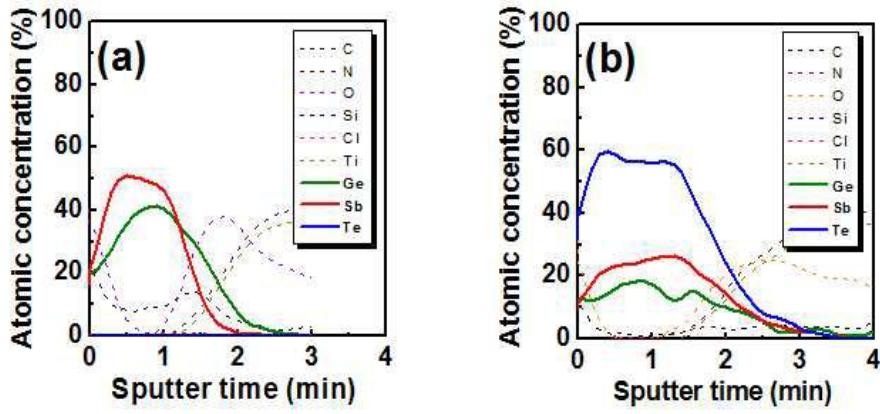 (a)
Atomic concentration (%)
100
80
60
40
20
0
C
N
O
Si
Cl
Ti
Ge
Sb
Te
0
1
2
3
4
Sputter time (min)
(b)
Atomic concentration (%)
100
80
60
40
20
0
C
N
O
Si
Cl
Ti
Ge
Sb
Te
0
1
2
3
4
Sputter time (min)